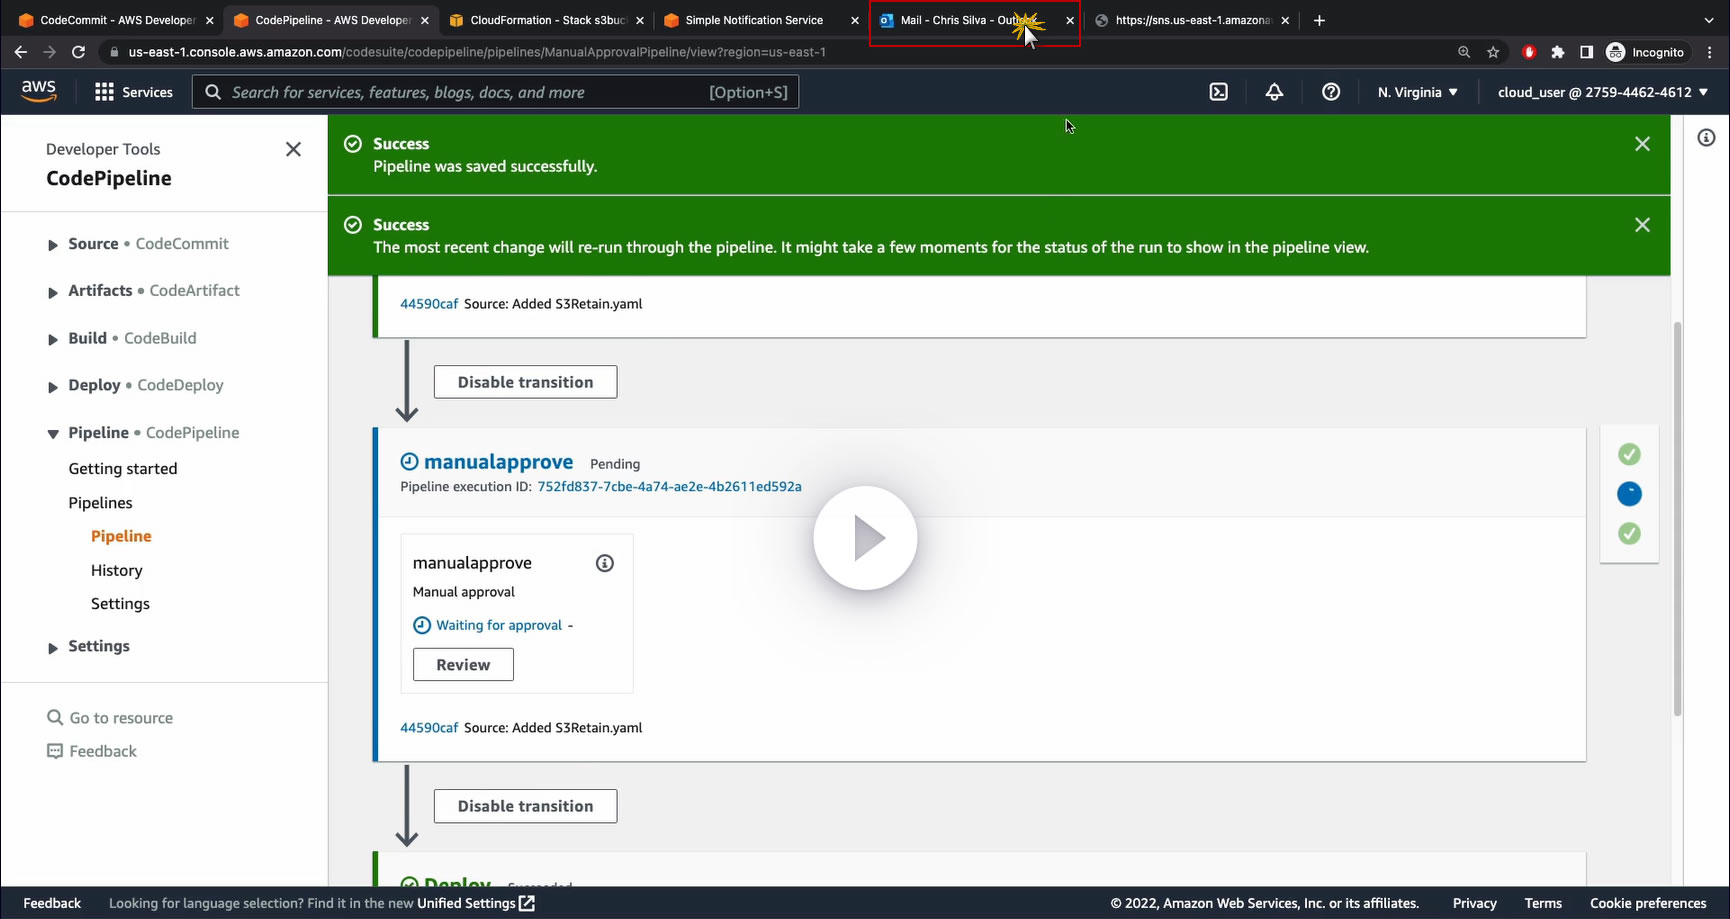 CodeCommit - AWS Developer
CodePipeline - AWS Developer
CloudFormation - Stack s3buc
Simple Notification Service
Mail - Chris Silva - Out
https://sns.us-east-1.amazonaw
us-east-1.console.aws.amazon.com/codesuite/codepipeline/pipelines/ManualApprovalPipeline/view?region=us-east-1
Incognito
aws
Services
Search for services, features, blogs, docs, and more
[Option+S]
N. Virginia
cloud_user @ 2759-4462-4612
Developer Tools
CodePipeline
Source • CodeCommit
Artifacts • CodeArtifact
Build • CodeBuild
Deploy • CodeDeploy
Pipeline • CodePipeline
Getting started
Pipelines
Pipeline
History
Settings
Settings
Go to resource
Feedback
Success
Pipeline was saved successfully.
Success
The most recent change will re-run through the pipeline. It might take a few moments for the status of the run to show in the pipeline view.
44590caf Source: Added S3Retain.yaml
Disable transition
manualapprove Pending
Pipeline execution ID: 752fd837-7cbe-4a74-ae2e-4b2611ed592a
manualapprove
Manual approval
Waiting for approval -
Review
44590caf Source: Added S3Retain.yaml
Disable transition
Deploy Succeeded
Feedback
Looking for language selection? Find it in the new Unified Settings
© 2022, Amazon Web Services, Inc. or its affiliates.
Privacy
Terms
Cookie preferences